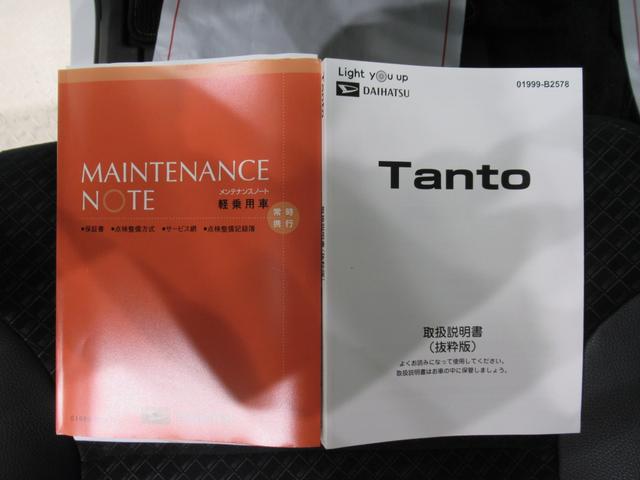 MAINTENANCE
NOTE
メンテナンスノート
軽乗用車
常時
携行
●保証書 ●点検整備方式 ●サービス網 ●点検整備記録簿
Light you up
DAIHATSU
01999-B2578
Tanto
取扱説明書
(抜粋版)
よくお読みになって使用してください。
取扱説明書はお車の中に保管しましょう。
Tanto